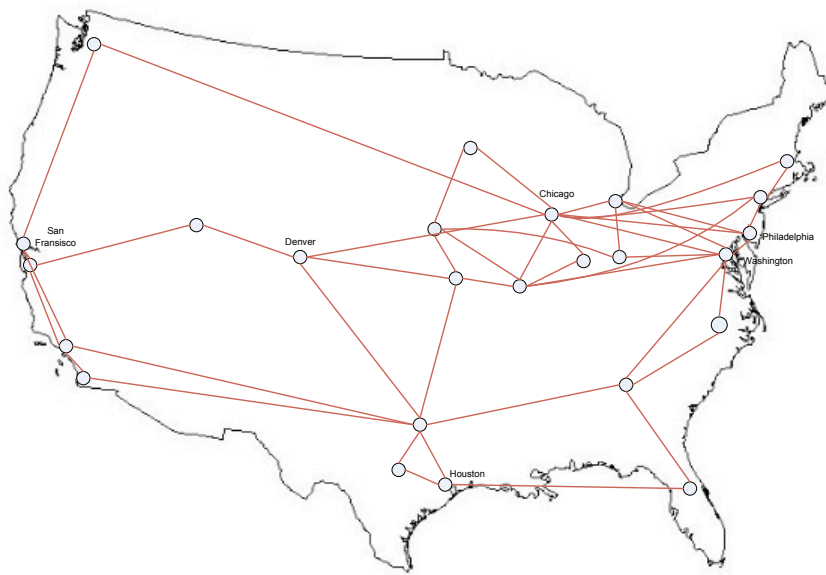 Chicago
San
Fransisco
Denver
Philadelphia
Washington
Houston